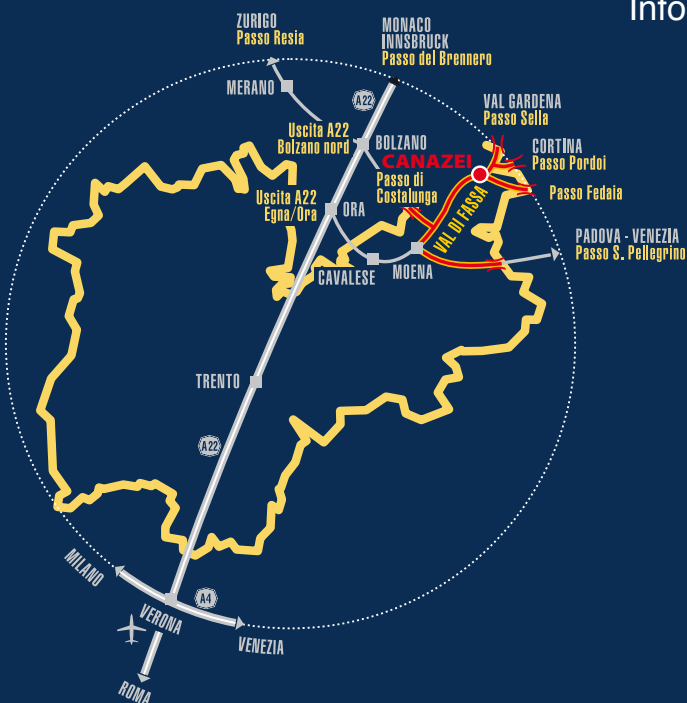 Info
ZURIGO
Passo Resia
MONACO
INNSBRUCK
Passo del Brennero
MERANO
A22
VAL GARDENA
Passo Sella
Uscita A22
Bolzano nord
BOLZANO
CORTINA
Passo Pordoi
CANAZEI
Passo di
Costalunga
Passo Fedaia
Uscita A22
Egna/Ora
ORA
VAL DI FASSA
PADOVA - VENEZIA
Passo S. Pellegrino
CAVALESE
MOENA
TRENTO
A22
MILANO
A4
VERONA
VENEZIA
ROMA